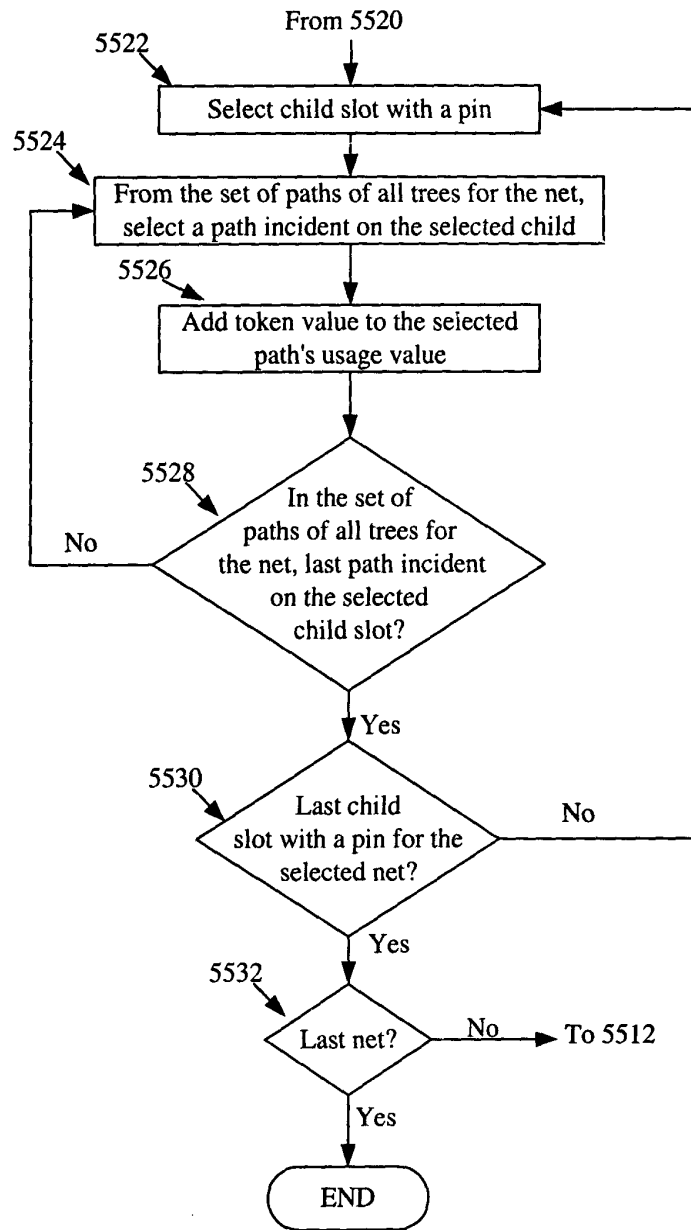 From 5520
5522
Select child slot with a pin
5524
From the set of paths of all trees for the net,
select a path incident on the selected child
5526
Add token value to the selected
path's usage value
5528
In the set of
paths of all trees for
the net, last path incident
on the selected
child slot?
No
Yes
5530
Last child
slot with a pin for the
selected net?
No
Yes
5532
Last net?
No
To 5512
Yes
END